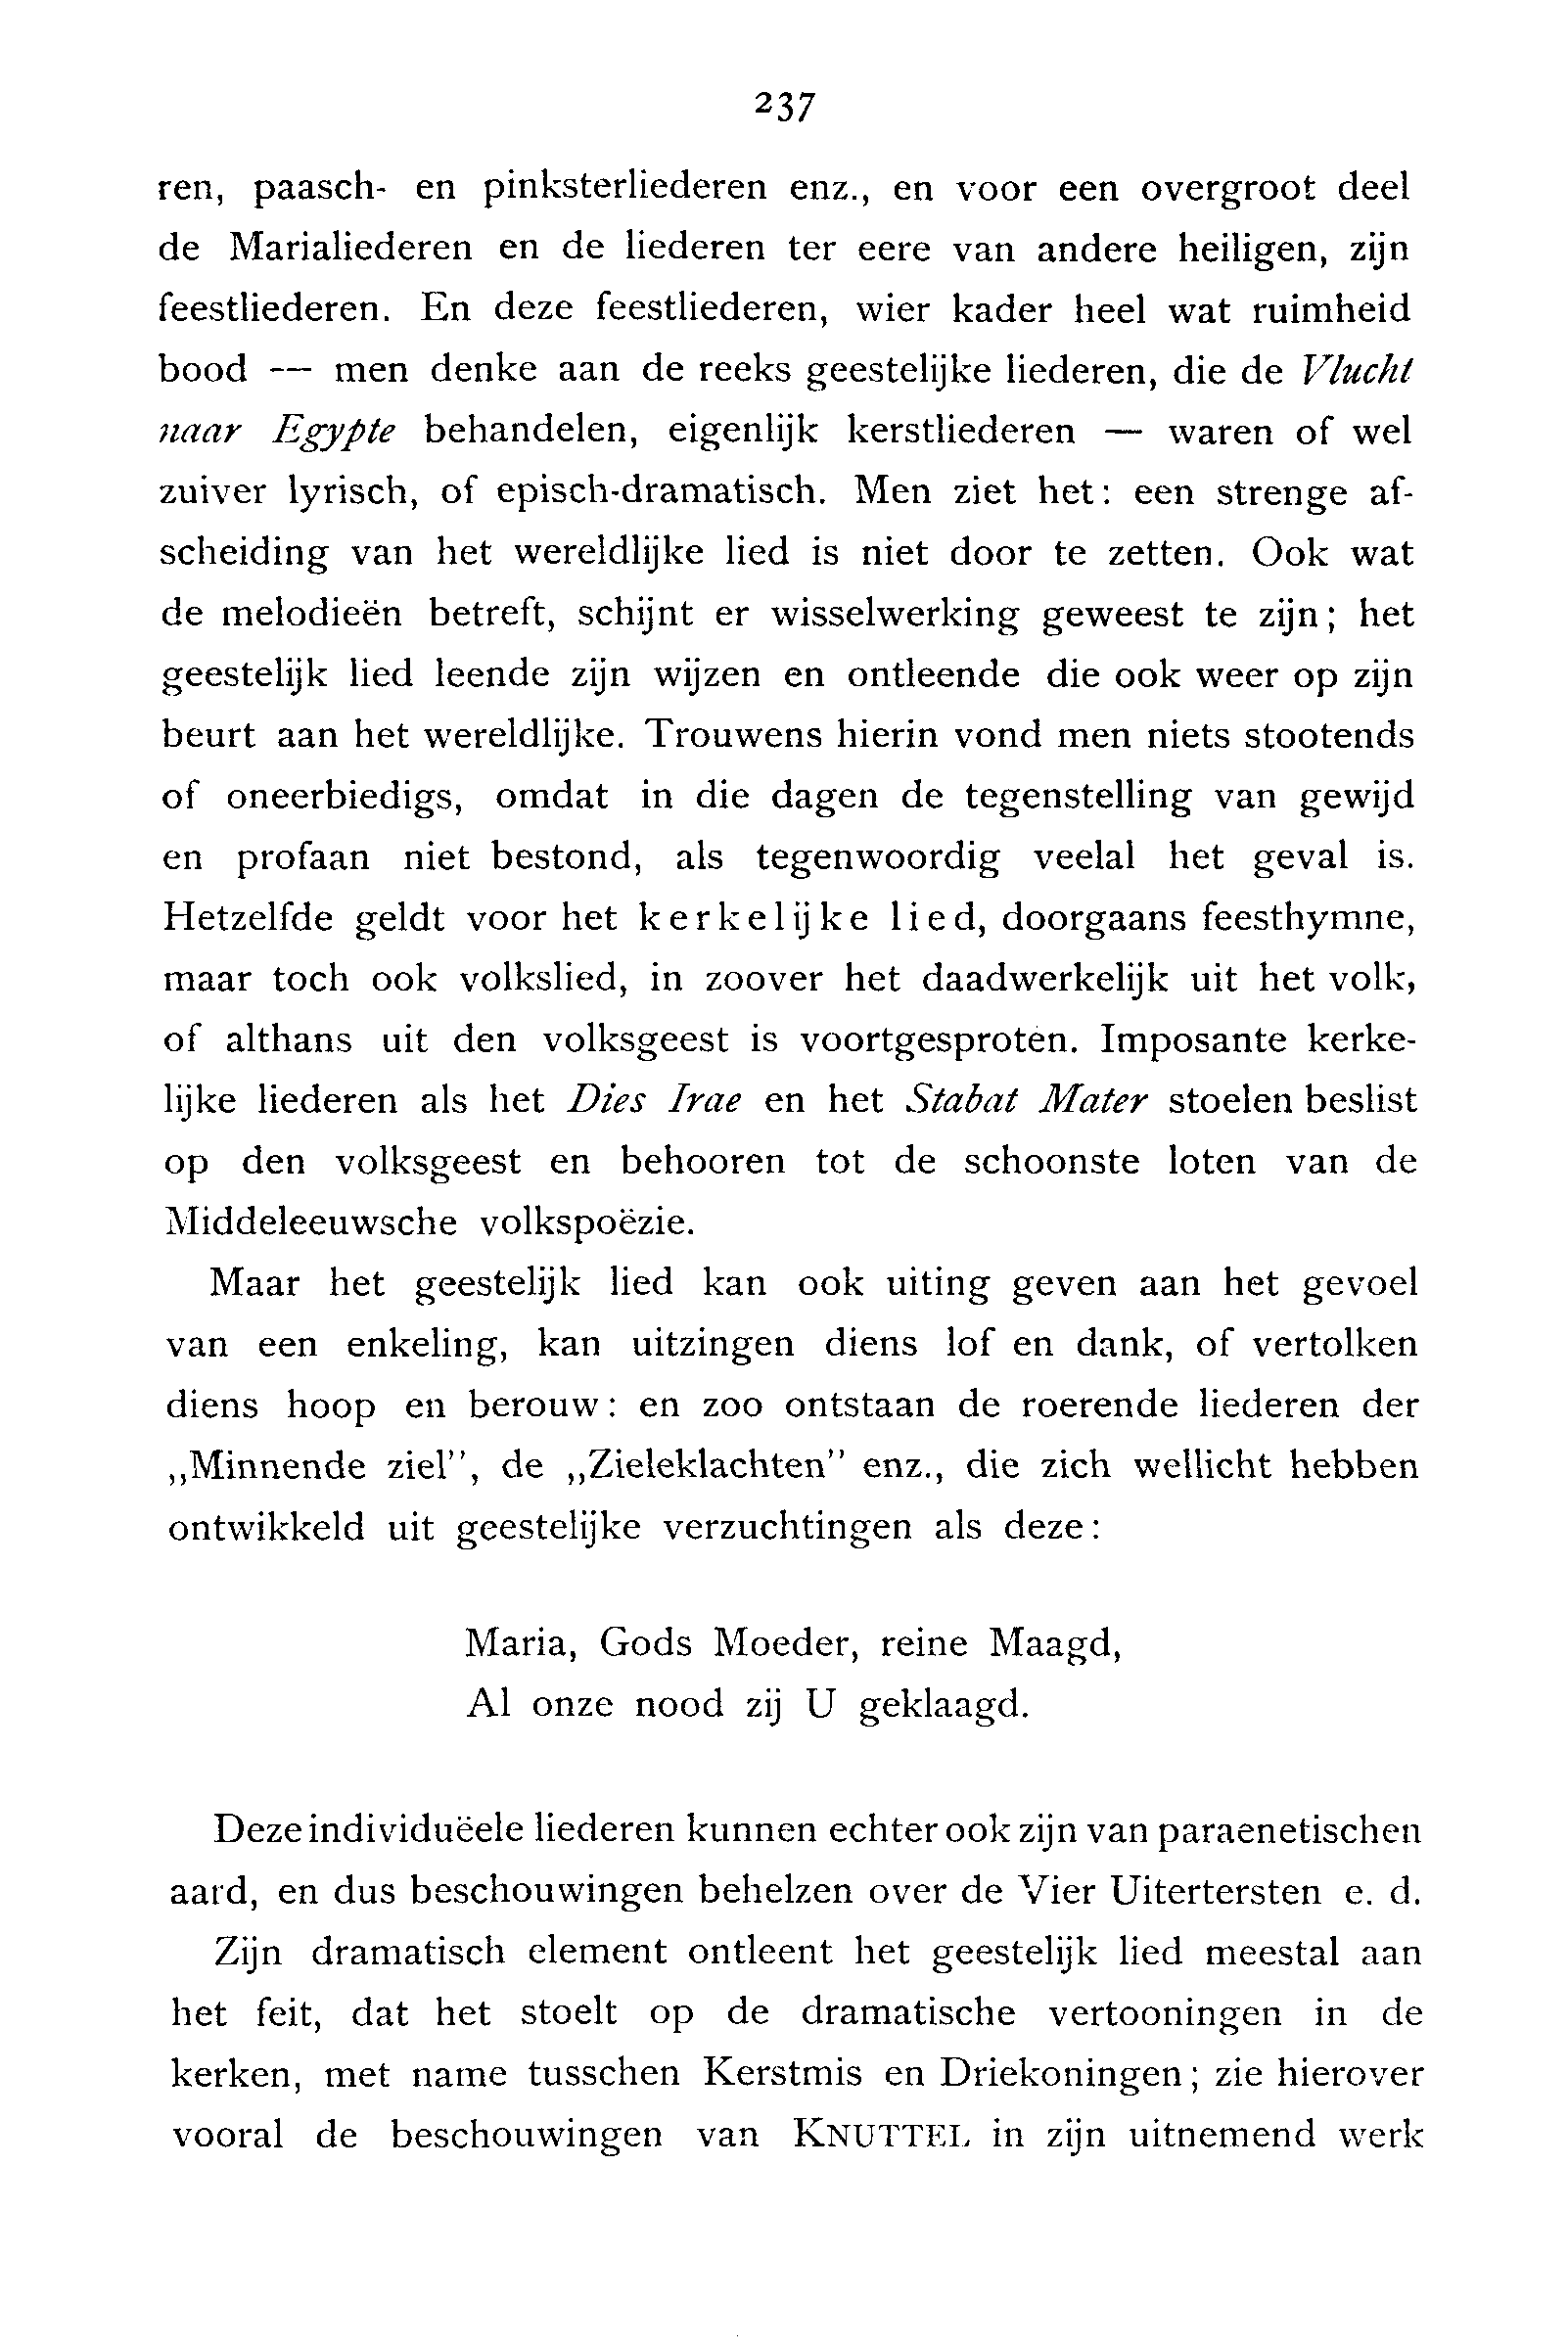 237
ren, paasch- en pinksterliederen enz., en voor een overgroot deel
de Marialiederen en de liederen ter eere van andere heiligen, zijn
feestliederen. En deze feestliederen, wier kader heel wat ruimheid
bood — men denke aan de reeks geestelijke liederen, die de Vlucht
naar Egypte behandelen, eigenlijk kerstliederen — waren of wel
zuiver lyrisch, of episch-dramatisch. Men ziet het: een strenge af-
scheiding van het wereldlijke lied is niet door te zetten. Ook wat
de melodieën betreft, schijnt er wisselwerking geweest te zijn; het
geestelijk lied leende zijn wijzen en ontleende die ook weer op zijn
beurt aan het wereldlijke. Trouwens hierin vond men niets stootends
of oneerbiedigs, omdat in die dagen de tegenstelling van gewijd
en profaan niet bestond, als tegenwoordig veelal het geval is.
Hetzelfde geldt voor het kerkelijke lied, doorgaans feesthymne,
maar toch ook volkslied, in zoover het daadwerkelijk uit het volk,
of althans uit den volksgeest is voortgesproten. Imposante kerke-
lijke liederen als het Dies Irae en het Stabat Mater stoelen beslist
op den volksgeest en behooren tot de schoonste loten van de
Middeleeuwsche volkspoëzie.
Maar het geestelijk lied kan ook uiting geven aan het gevoel
van een enkeling, kan uitzingen diens lof en dank, of vertolken
diens hoop en berouw: en zoo ontstaan de roerende liederen der
„Minnende ziel”, de „Zieleklachten” enz., die zich wellicht hebben
ontwikkeld uit geestelijke verzuchtingen als deze:
Maria, Gods Moeder, reine Maagd,
Al onze nood zij U geklaagd.
Deze individuëele liederen kunnen echter ook zijn van paraenetischen
aard, en dus beschouwingen behelzen over de Vier Uitertersten e. d.
Zijn dramatisch element ontleent het geestelijk lied meestal aan
het feit, dat het stoelt op de dramatische vertooningen in de
kerken, met name tusschen Kerstmis en Driekoningen; zie hierover
vooral de beschouwingen van KNUTTEL in zijn uitnemend werk